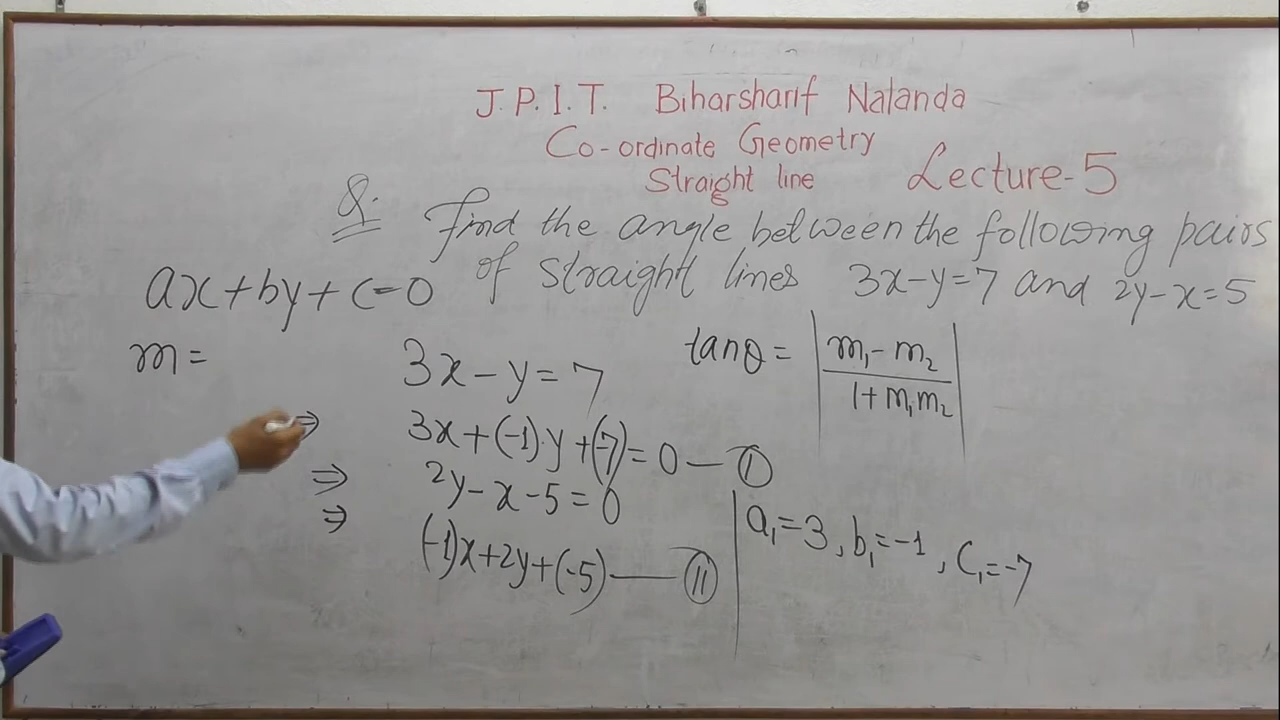 J.P.I.T. Biharsharif Nalanda
Co-ordinate Geometry
Straight line Lecture-5
Q. Find the angle between the following pairs
of straight lines 3x-y=7 and 2y-x=5
ax+by+c=0
m=
3x-y=7
tanθ = |m₁-m₂ / 1+m₁m₂|
⇒ 3x+(-1).y+(-7)=0 — I
⇒ 2y-x-5=0
⇒ (-1)x+2y+(-5) — II
a₁=3, b₁=-1, C₁=-7